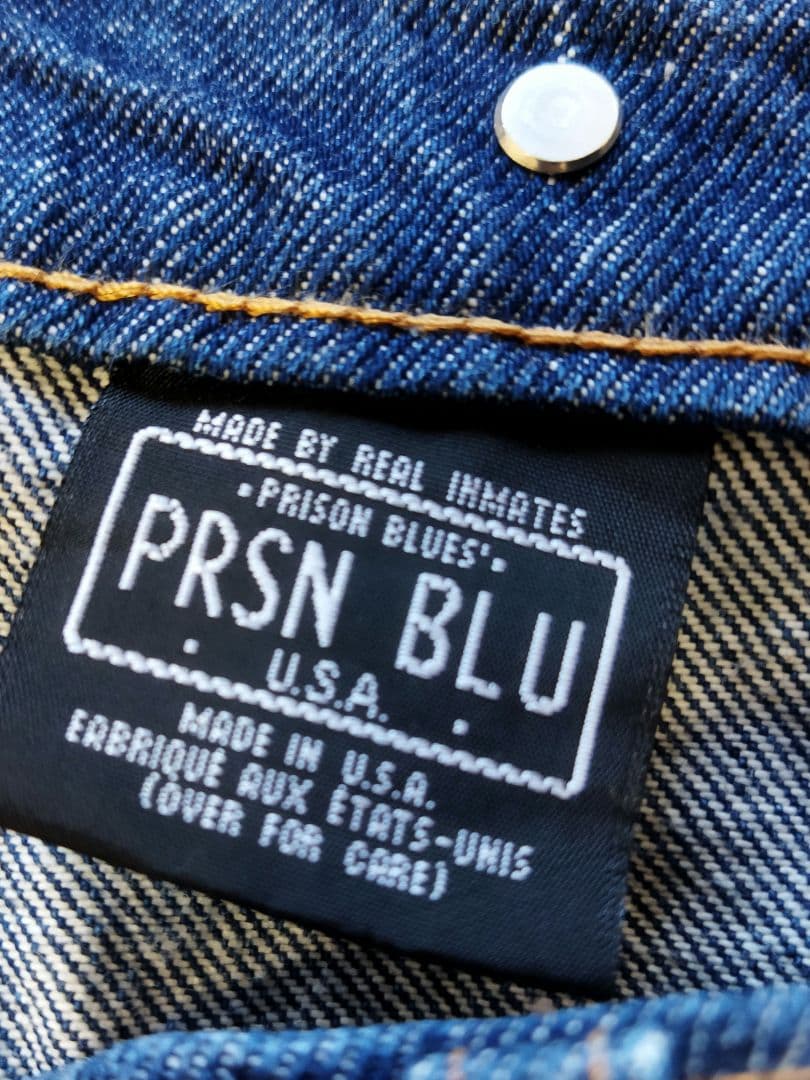 MADE BY REAL INMATES
•PRISON BLUES'•
PRSN BLU
• U.S.A. •
MADE IN U.S.A.
FABRIQUÉ AUX ÉTATS-UNIS
(OVER FOR CARE)